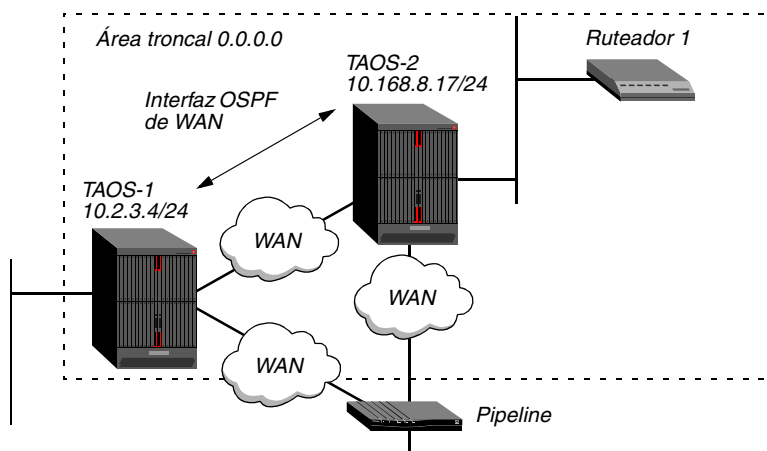 Área troncal 0.0.0.0
Ruteador 1
TAOS-2
10.168.8.17/24
Interfaz OSPF
de WAN
TAOS-1
10.2.3.4/24
WAN
WAN
WAN
Pipeline